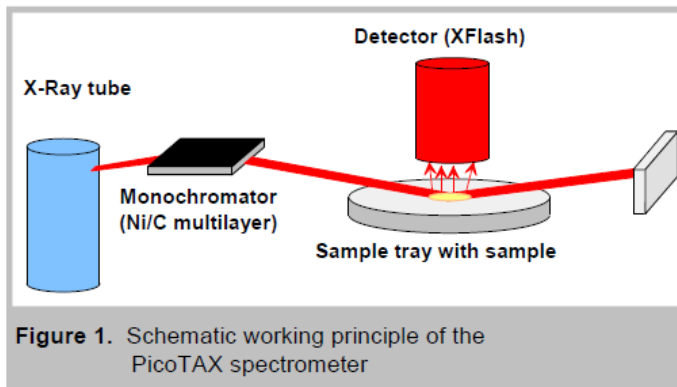 Detector (XFlash)
X-Ray tube
Monochromator
(Ni/C multilayer)
Sample tray with sample
Figure 1. Schematic working principle of the
PicoTAX spectrometer